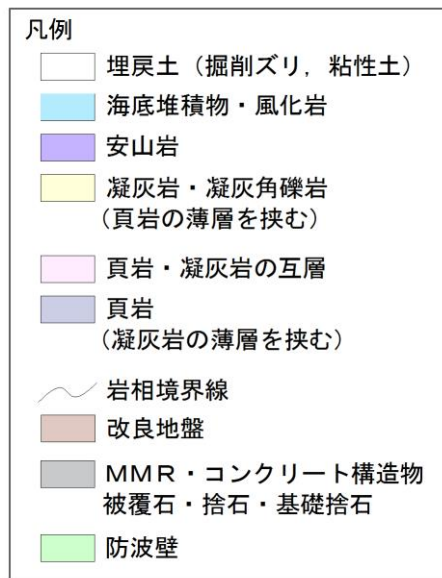 凡例
埋戻土（掘削ズリ，粘性土）
海底堆積物・風化岩
安山岩
凝灰岩・凝灰角礫岩
(頁岩の薄層を挟む)
頁岩・凝灰岩の互層
頁岩
(凝灰岩の薄層を挟む)
岩相境界線
改良地盤
ＭＭＲ・コンクリート構造物
被覆石・捨石・基礎捨石
防波壁